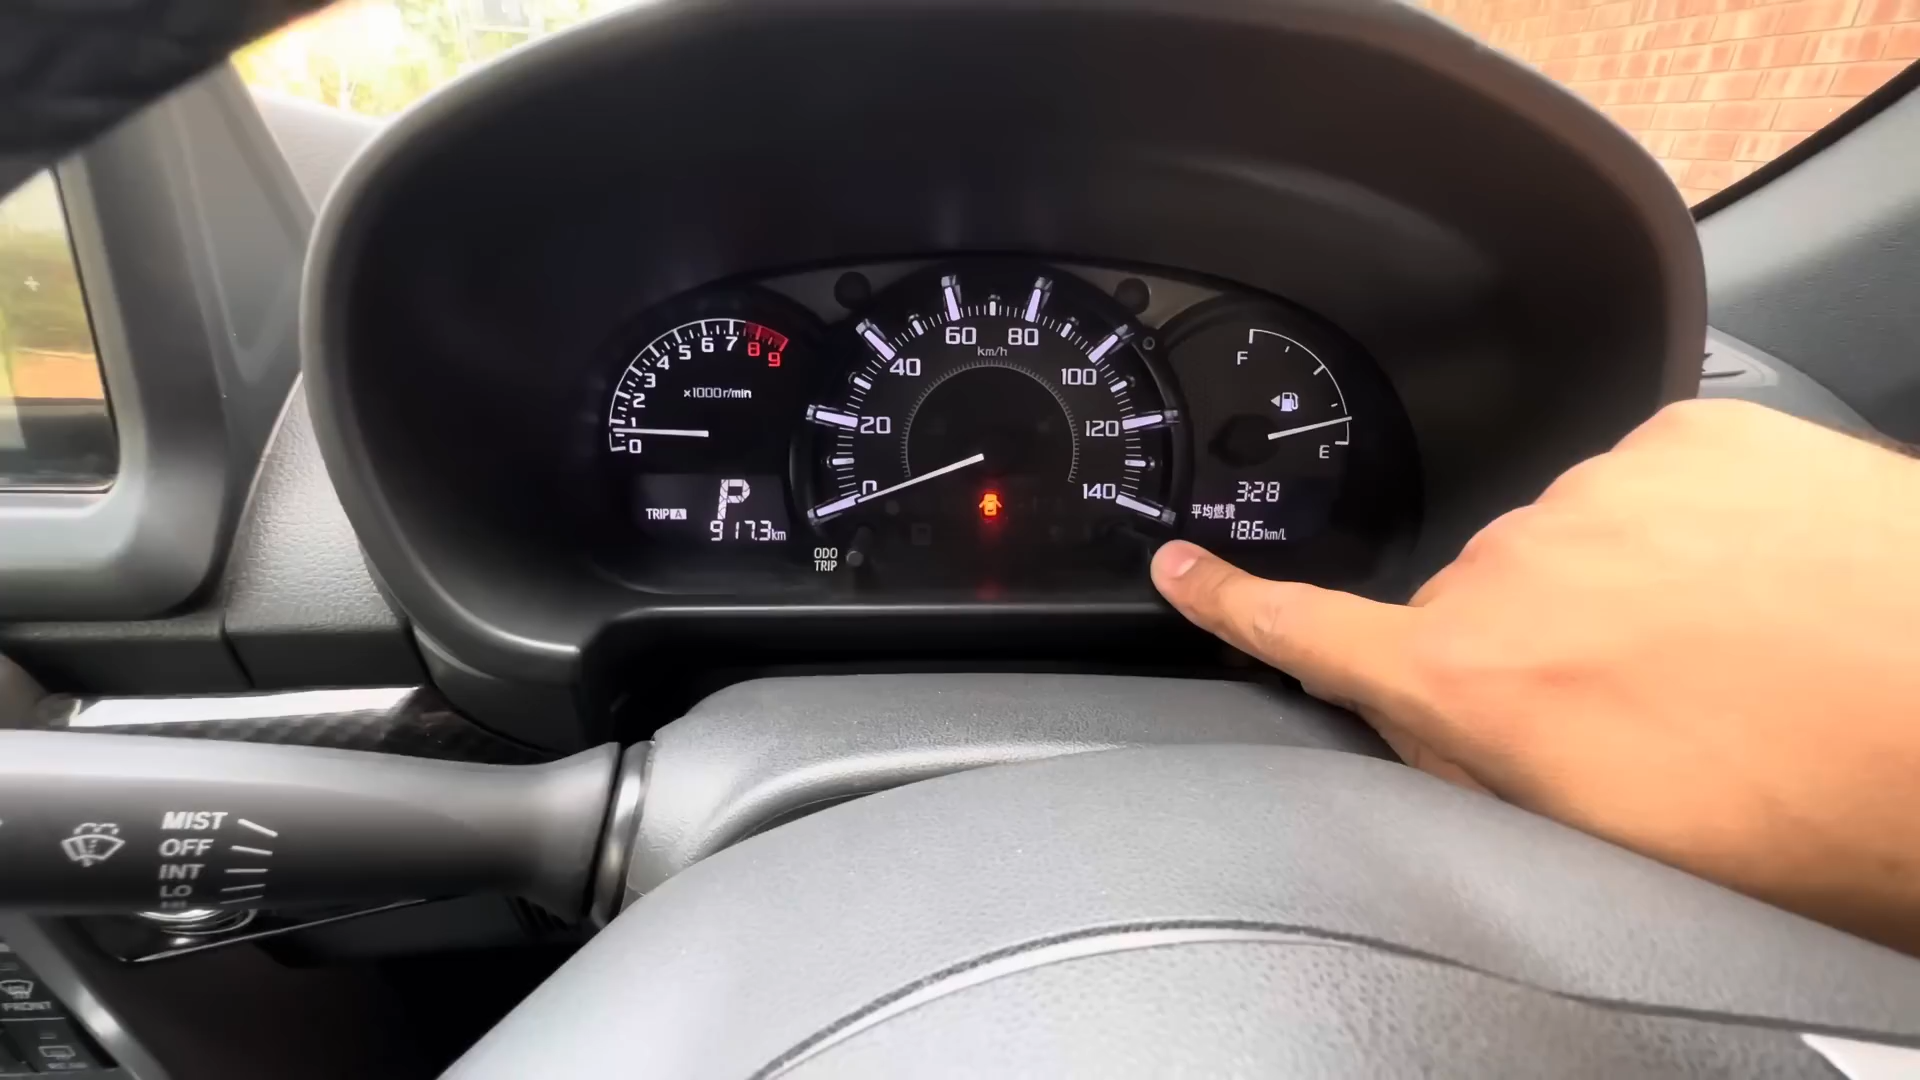 0
1
2
3
4
5
6
7
8
9
x1000r/min
TRIP A
P
917.3km
ODO
TRIP
0
20
40
60
80
100
120
140
km/h
F
E
3:28
平均燃費
18.6km/L
MIST
OFF
INT
LO
FRONT
REAR